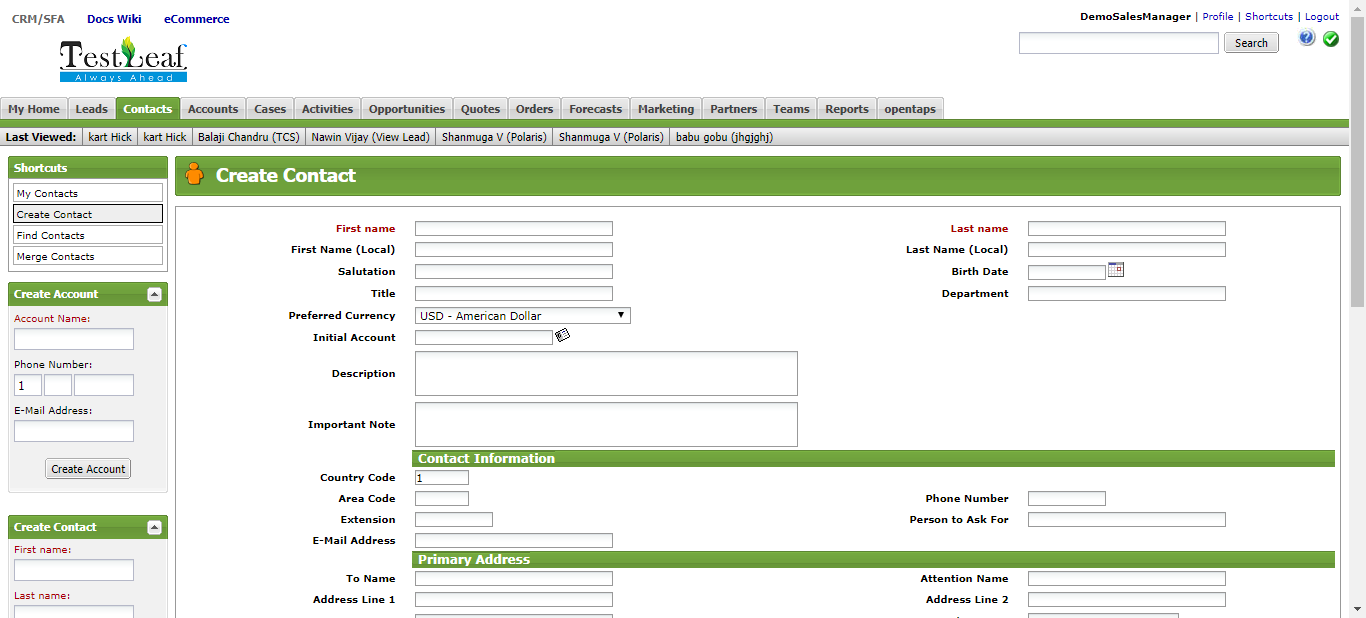 CRM/SFA Docs Wiki eCommerce
DemoSalesManager | Profile | Shortcuts | Logout
TestLeaf
Always Ahead
Search
My Home Leads Contacts Accounts Cases Activities Opportunities Quotes Orders Forecasts Marketing Partners Teams Reports opentaps
Last Viewed: kart Hick kart Hick Balaji Chandru (TCS) Nawin Vijay (View Lead) Shanmuga V (Polaris) Shanmuga V (Polaris) babu gobu (jhgjghj)
Shortcuts
My Contacts
Create Contact
Find Contacts
Merge Contacts
Create Account
Account Name:
Phone Number:
1
E-Mail Address:
Create Account
Create Contact
First name:
Last name:
Create Contact
First name Last name
First Name (Local) Last Name (Local)
Salutation Birth Date
Title Department
Preferred Currency USD - American Dollar
Initial Account
Description
Important Note
Contact Information
Country Code 1
Area Code Phone Number
Extension Person to Ask For
E-Mail Address
Primary Address
To Name Attention Name
Address Line 1 Address Line 2